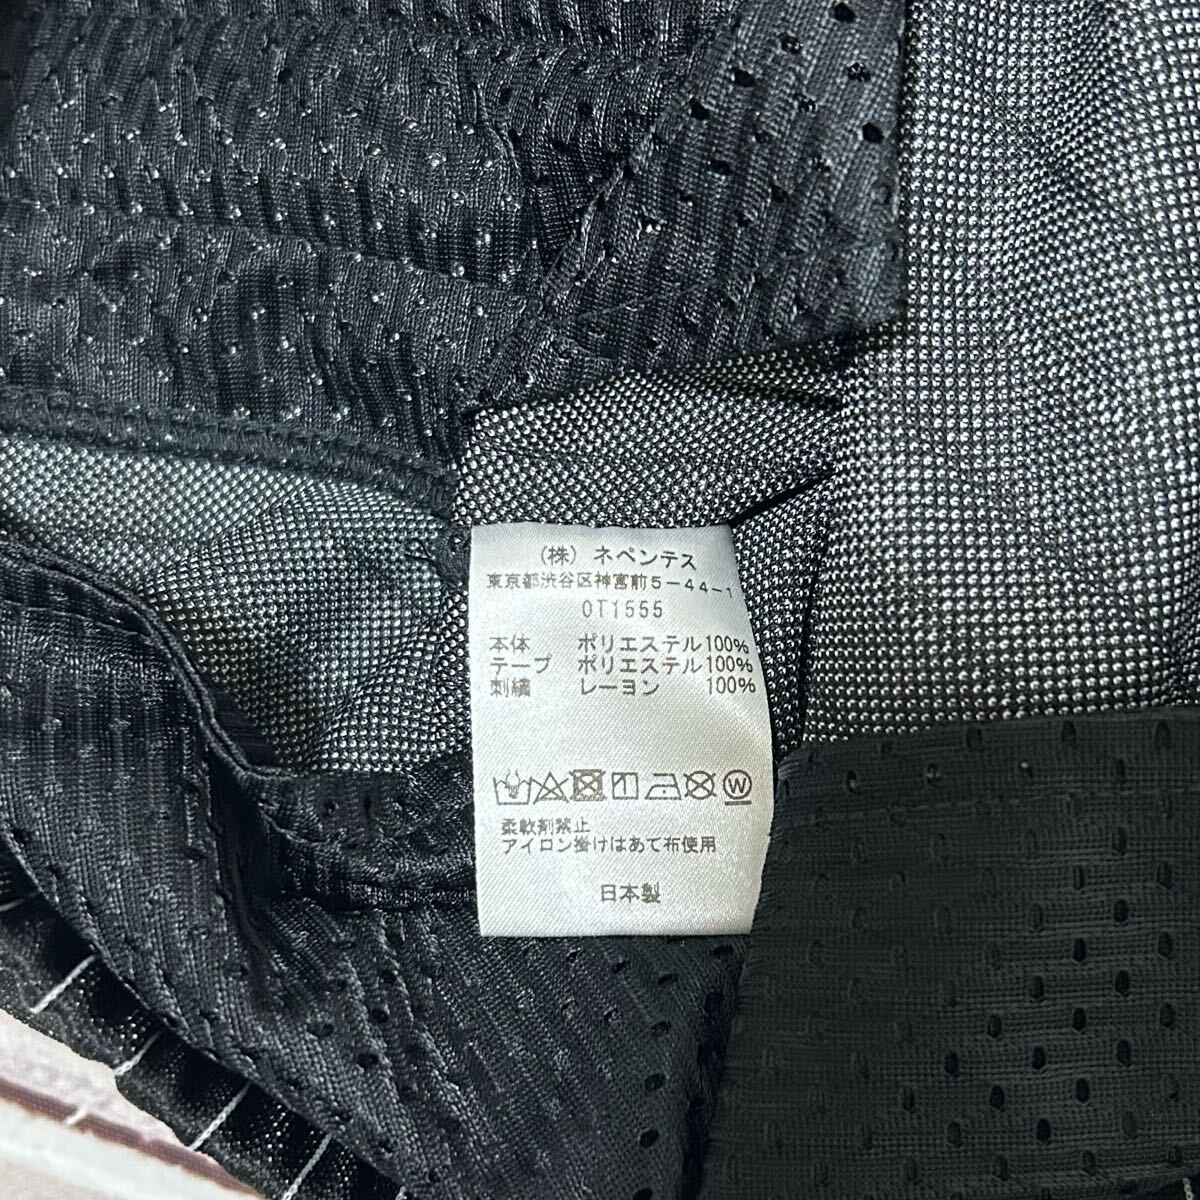 (株) ネペンテス
東京都渋谷区神宮前5-44-1
OT1555
本体 ポリエステル100%
テープ ポリエステル100%
刺繍 レーヨン 100%
W
柔軟剤禁止
アイロン掛けはあて布使用
日本製